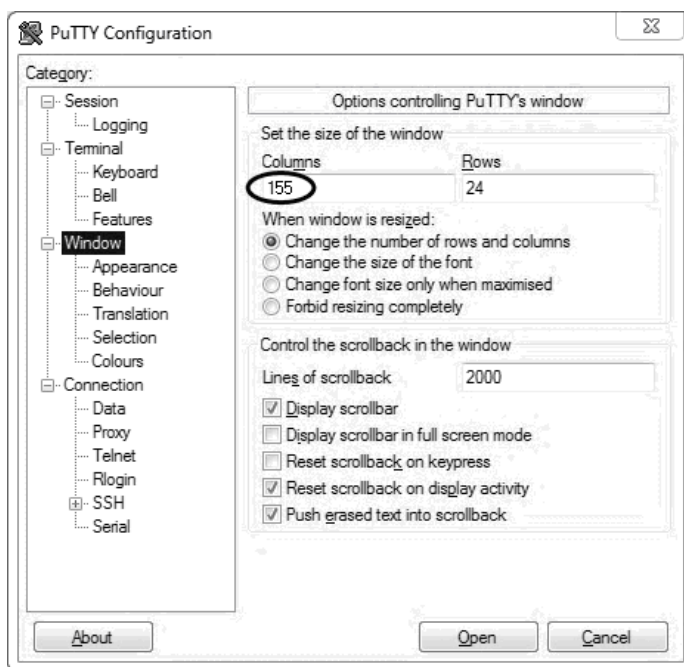 PuTTY Configuration
Category:
Session
Logging
Terminal
Keyboard
Bell
Features
Window
Appearance
Behaviour
Translation
Selection
Colours
Connection
Data
Proxy
Telnet
Rlogin
SSH
Serial
Options controlling PuTTY's window
Set the size of the window
Columns Rows
155 24
When window is resized:
Change the number of rows and columns
Change the size of the font
Change font size only when maximised
Forbid resizing completely
Control the scrollback in the window
Lines of scrollback 2000
Display scrollbar
Display scrollbar in full screen mode
Reset scrollback on keypress
Reset scrollback on display activity
Push erased text into scrollback
About Open Cancel